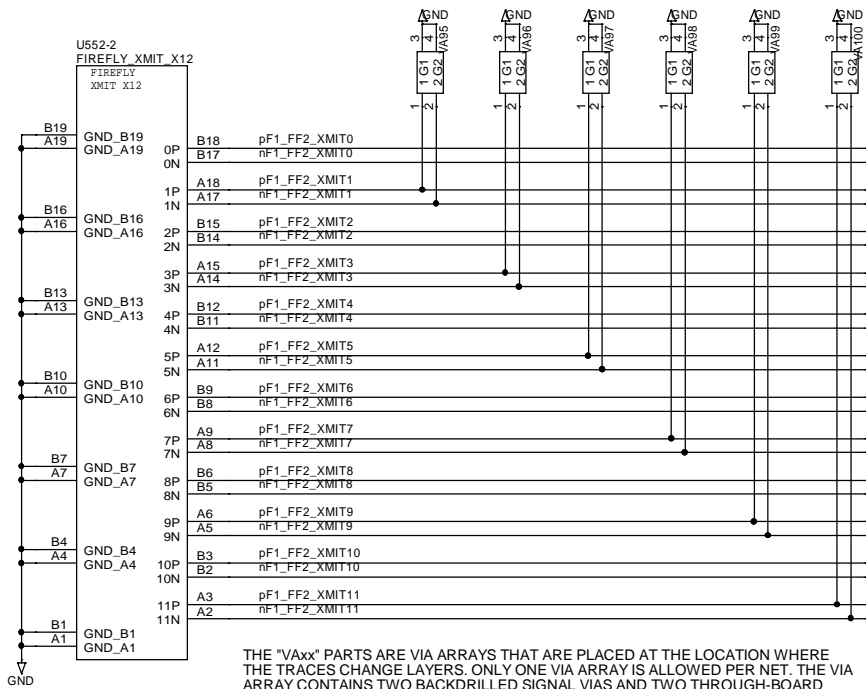 GND GND GND GND GND GND
3 4 VA95 3 4 VA96 3 4 VA97 3 4 VA98 3 4 VA99 3 4 VA100
1 G1 2 G2 1 G1 2 G2 1 G1 2 G2 1 G1 2 G2 1 G1 2 G2 1 G1 2 G2
1 2 1 2 1 2 1 2 1 2 1 2
U552-2
FIREFLY_XMIT_X12
FIREFLY
XMIT X12
B19 GND_B19
A19 GND_A19
0P B18 pF1_FF2_XMIT0
0N B17 nF1_FF2_XMIT0
1P A18 pF1_FF2_XMIT1
1N A17 nF1_FF2_XMIT1
B16 GND_B16
A16 GND_A16
2P B15 pF1_FF2_XMIT2
2N B14 nF1_FF2_XMIT2
3P A15 pF1_FF2_XMIT3
3N A14 nF1_FF2_XMIT3
B13 GND_B13
A13 GND_A13
4P B12 pF1_FF2_XMIT4
4N B11 nF1_FF2_XMIT4
5P A12 pF1_FF2_XMIT5
5N A11 nF1_FF2_XMIT5
B10 GND_B10
A10 GND_A10
6P B9 pF1_FF2_XMIT6
6N B8 nF1_FF2_XMIT6
7P A9 pF1_FF2_XMIT7
7N A8 nF1_FF2_XMIT7
B7 GND_B7
A7 GND_A7
8P B6 pF1_FF2_XMIT8
8N B5 nF1_FF2_XMIT8
9P A6 pF1_FF2_XMIT9
9N A5 nF1_FF2_XMIT9
B4 GND_B4
A4 GND_A4
10P B3 pF1_FF2_XMIT10
10N B2 nF1_FF2_XMIT10
11P A3 pF1_FF2_XMIT11
11N A2 nF1_FF2_XMIT11
B1 GND_B1
A1 GND_A1
GND
THE "VAxx" PARTS ARE VIA ARRAYS THAT ARE PLACED AT THE LOCATION WHERE
THE TRACES CHANGE LAYERS. ONLY ONE VIA ARRAY IS ALLOWED PER NET. THE VIA
ARRAY CONTAINS TWO BACKDRILLED SIGNAL VIAS AND TWO THROUGH-BOARD